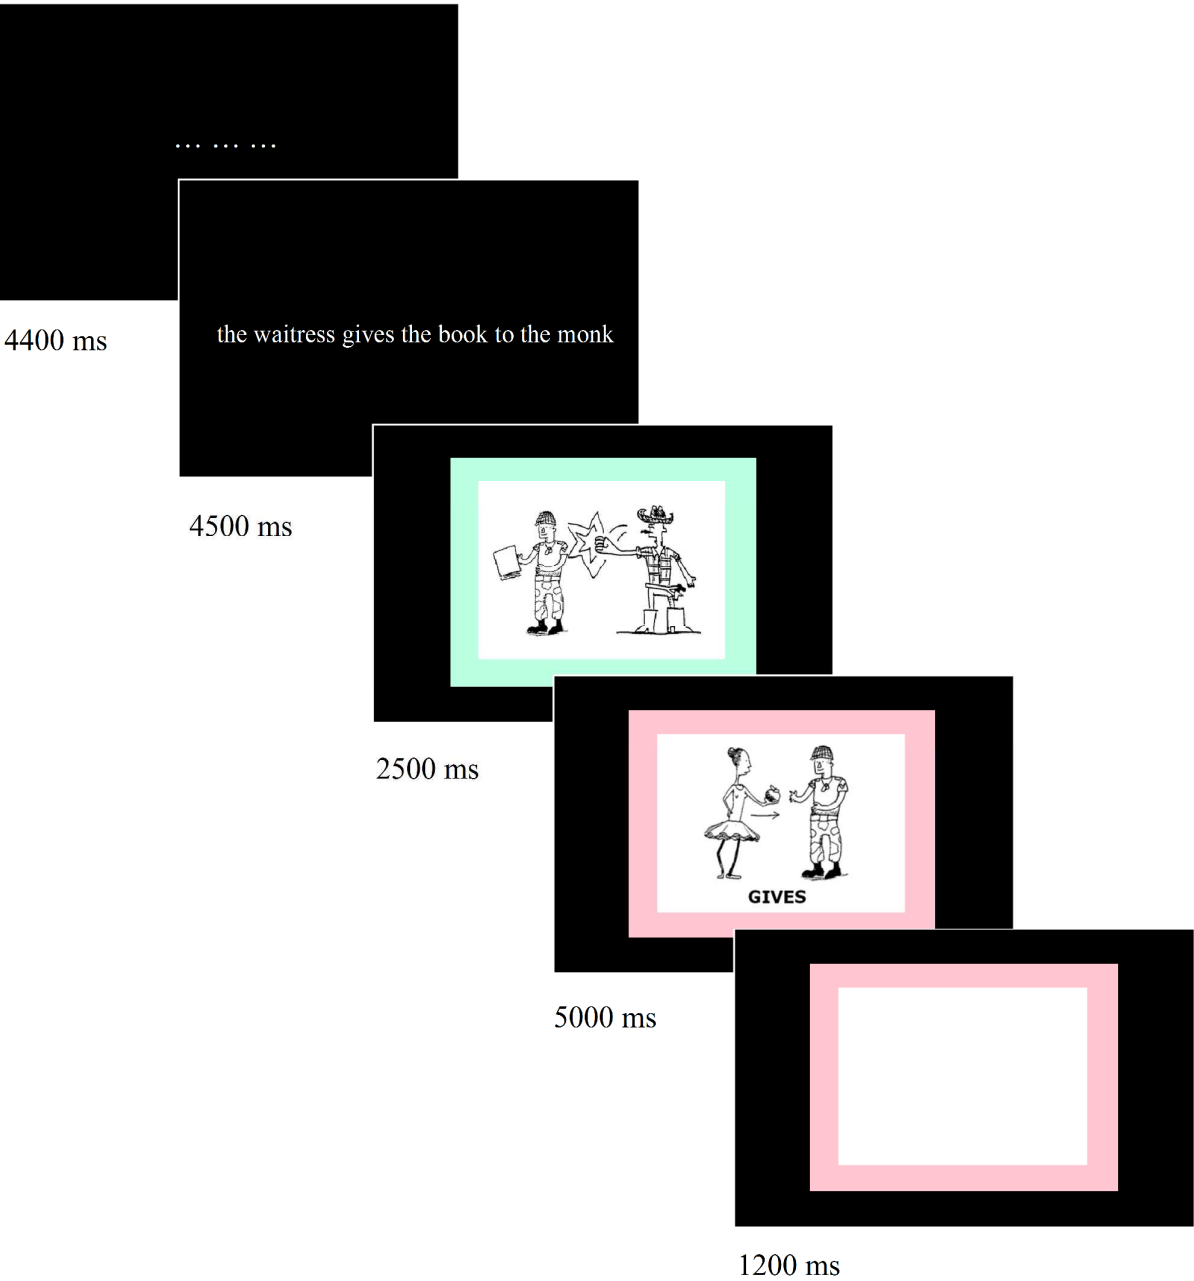 ... ... ...
4400 ms
the waitress gives the book to the monk
4500 ms
2500 ms
GIVES
5000 ms
1200 ms